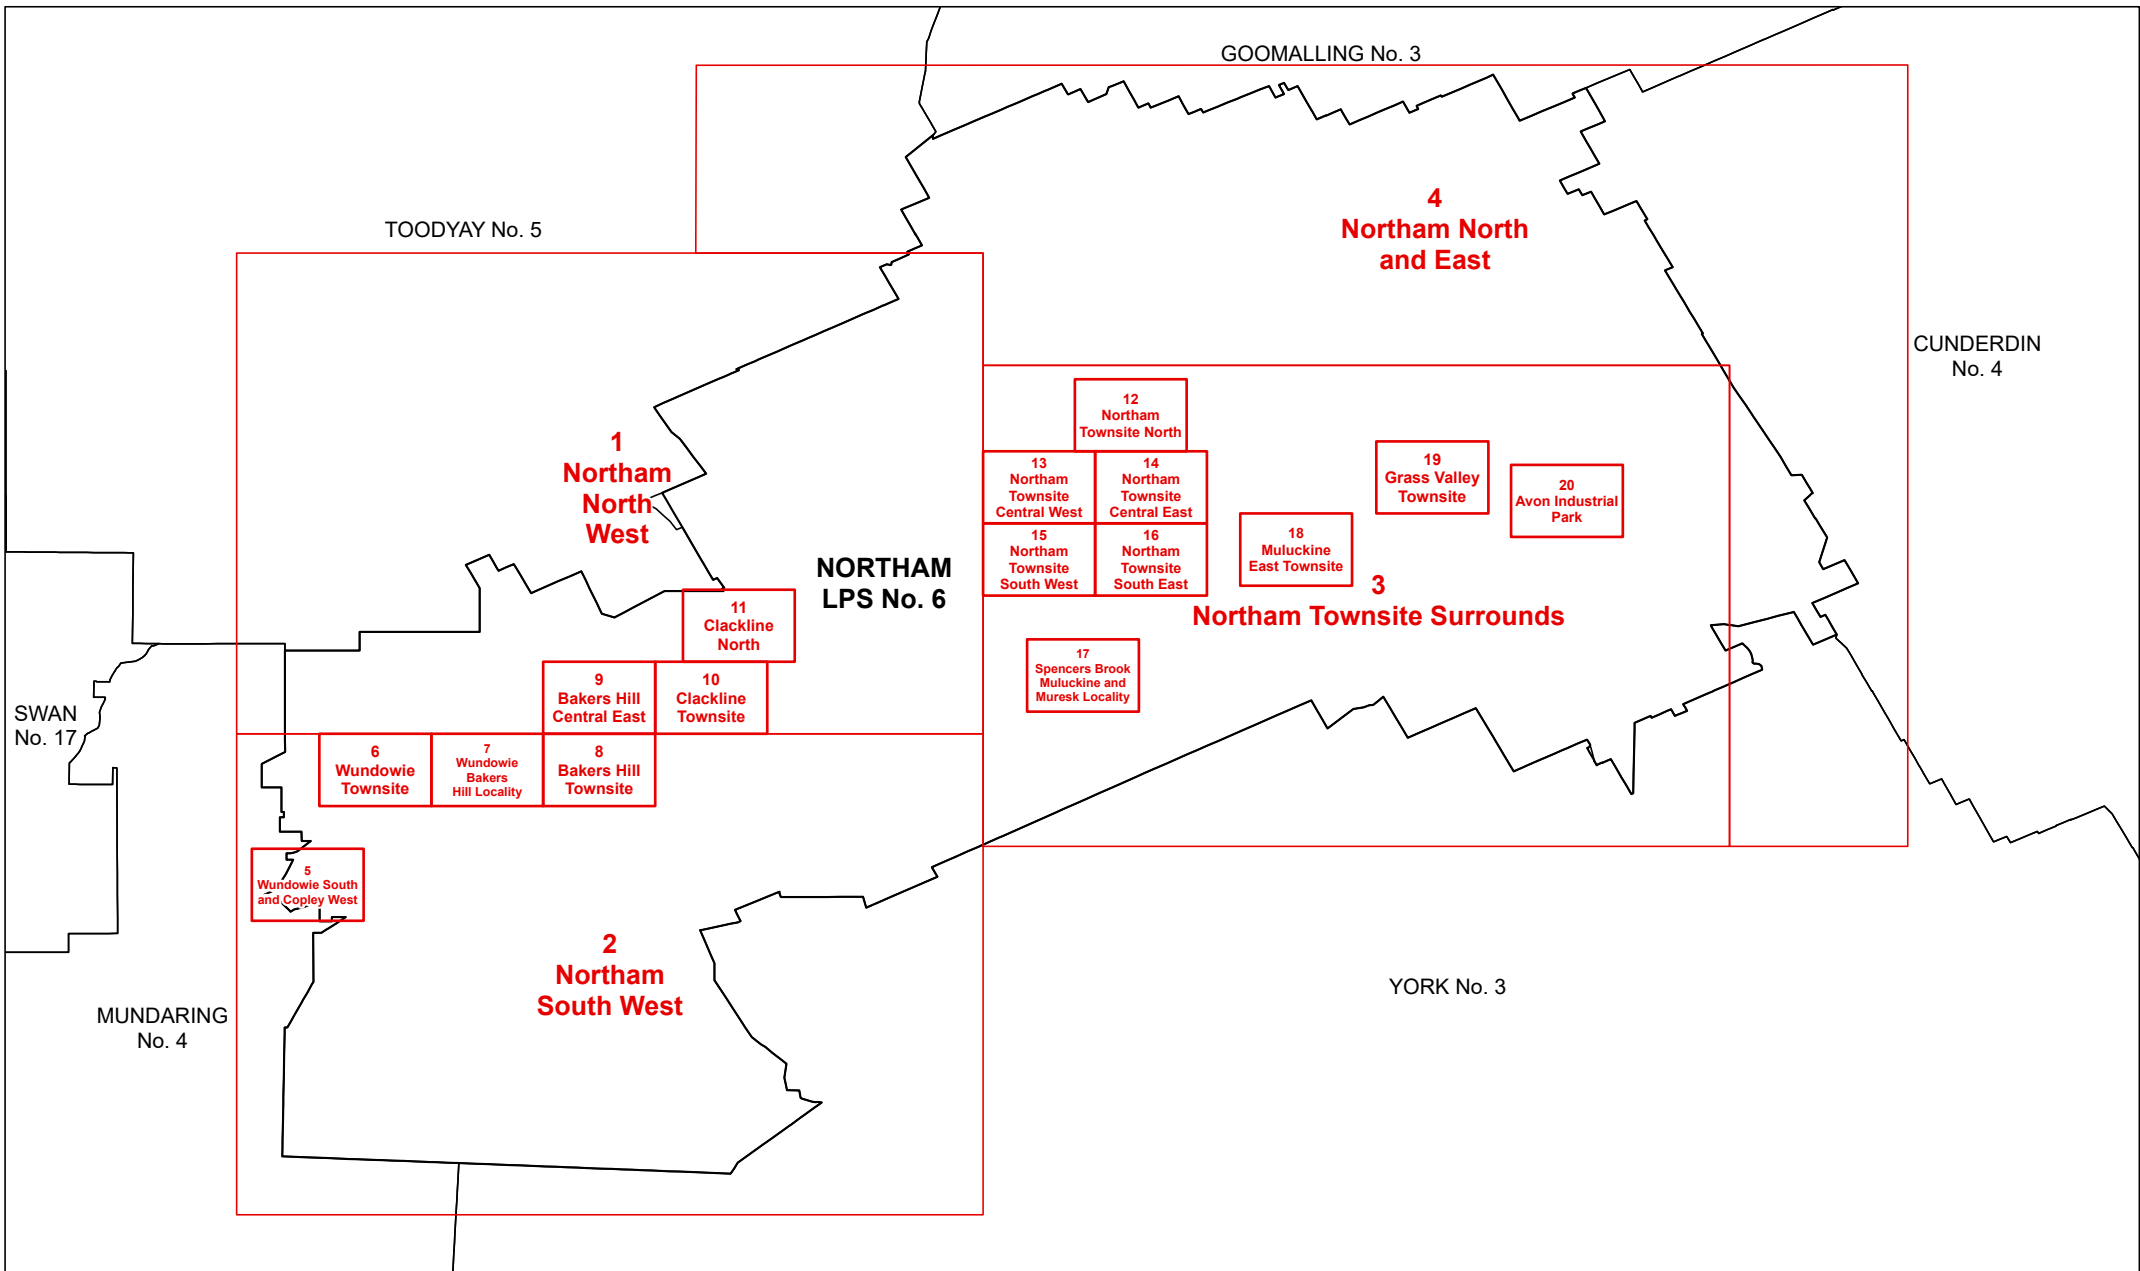 GOOMALLING No. 3
4
Northam North
and East
TOODYAY No. 5
CUNDERDIN
No. 4
1
Northam
North
West
12
Northam
Townsite North
13
Northam
Townsite
Central West
14
Northam
Townsite
Central East
19
Grass Valley
Townsite
20
Avon Industrial
Park
15
Northam
Townsite
South West
16
Northam
Townsite
South East
18
Muluckine
East Townsite
NORTHAM
LPS No. 6
3
Northam Townsite Surrounds
11
Clackline
North
17
Spencers Brook
Muluckine and
Muresk Locality
9
Bakers Hill
Central East
10
Clackline
Townsite
SWAN
No. 17
6
Wundowie
Townsite
7
Wundowie
Bakers
Hill Locality
8
Bakers Hill
Townsite
5
Wundowie South
and Copley West
2
Northam
South West
YORK No. 3
MUNDARING
No. 4